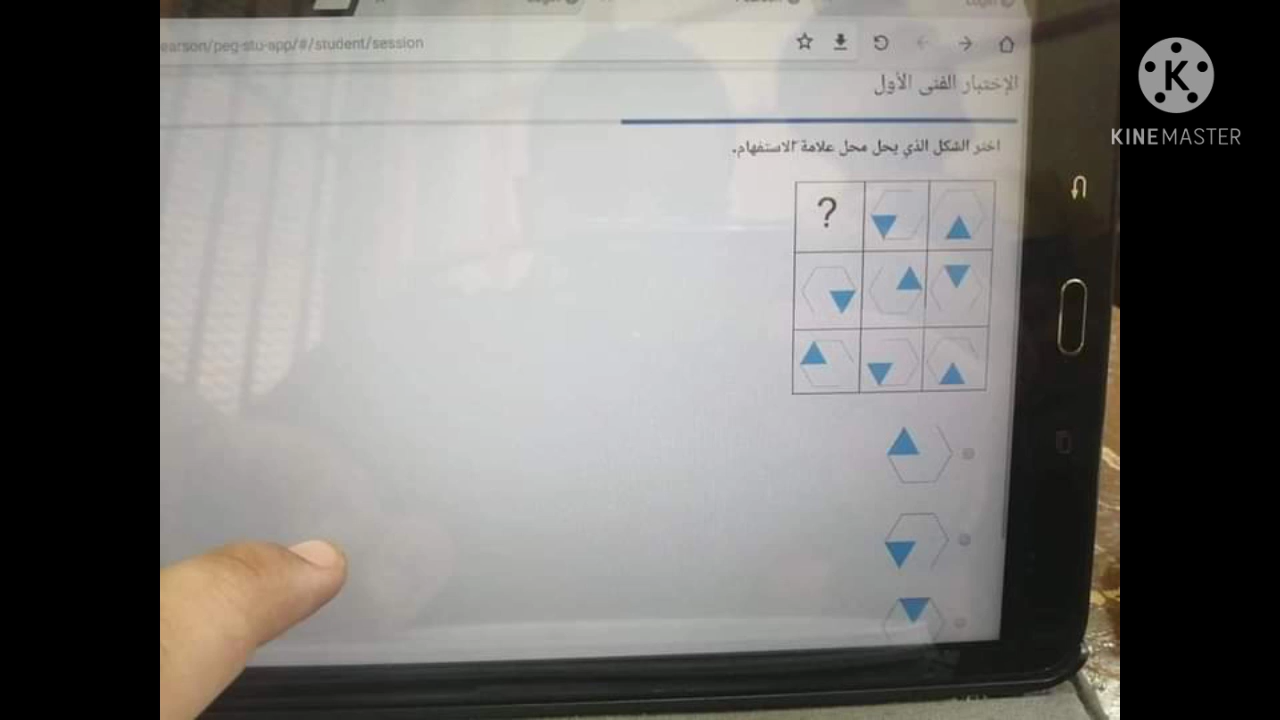 earson/peg-stu-app/#/student/session
الإختبار الفنى الأول
اختر الشكل الذي يحل محل علامة الاستفهام.
?
K
KINEMASTER